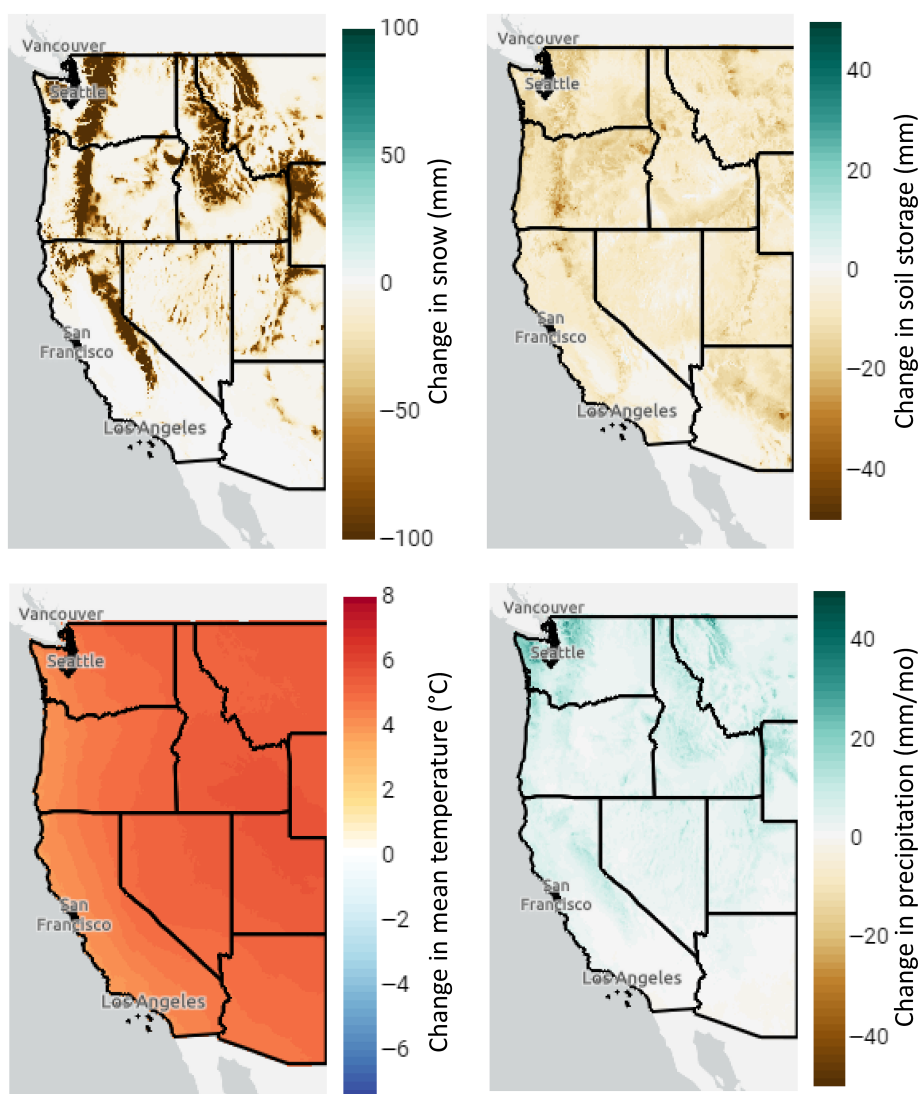 Vancouver
Seattle
San
Francisco
Los Angeles
100
50
0
−50
−100
Change in snow (mm)
Vancouver
Seattle
San
Francisco
Los Angeles
40
20
0
−20
−40
Change in soil storage (mm)
Vancouver
Seattle
San
Francisco
Los Angeles
8
6
4
2
0
−2
−4
−6
Change in mean temperature (°C)
Vancouver
Seattle
San
Francisco
Los Angeles
40
20
0
−20
−40
Change in precipitation (mm/mo)